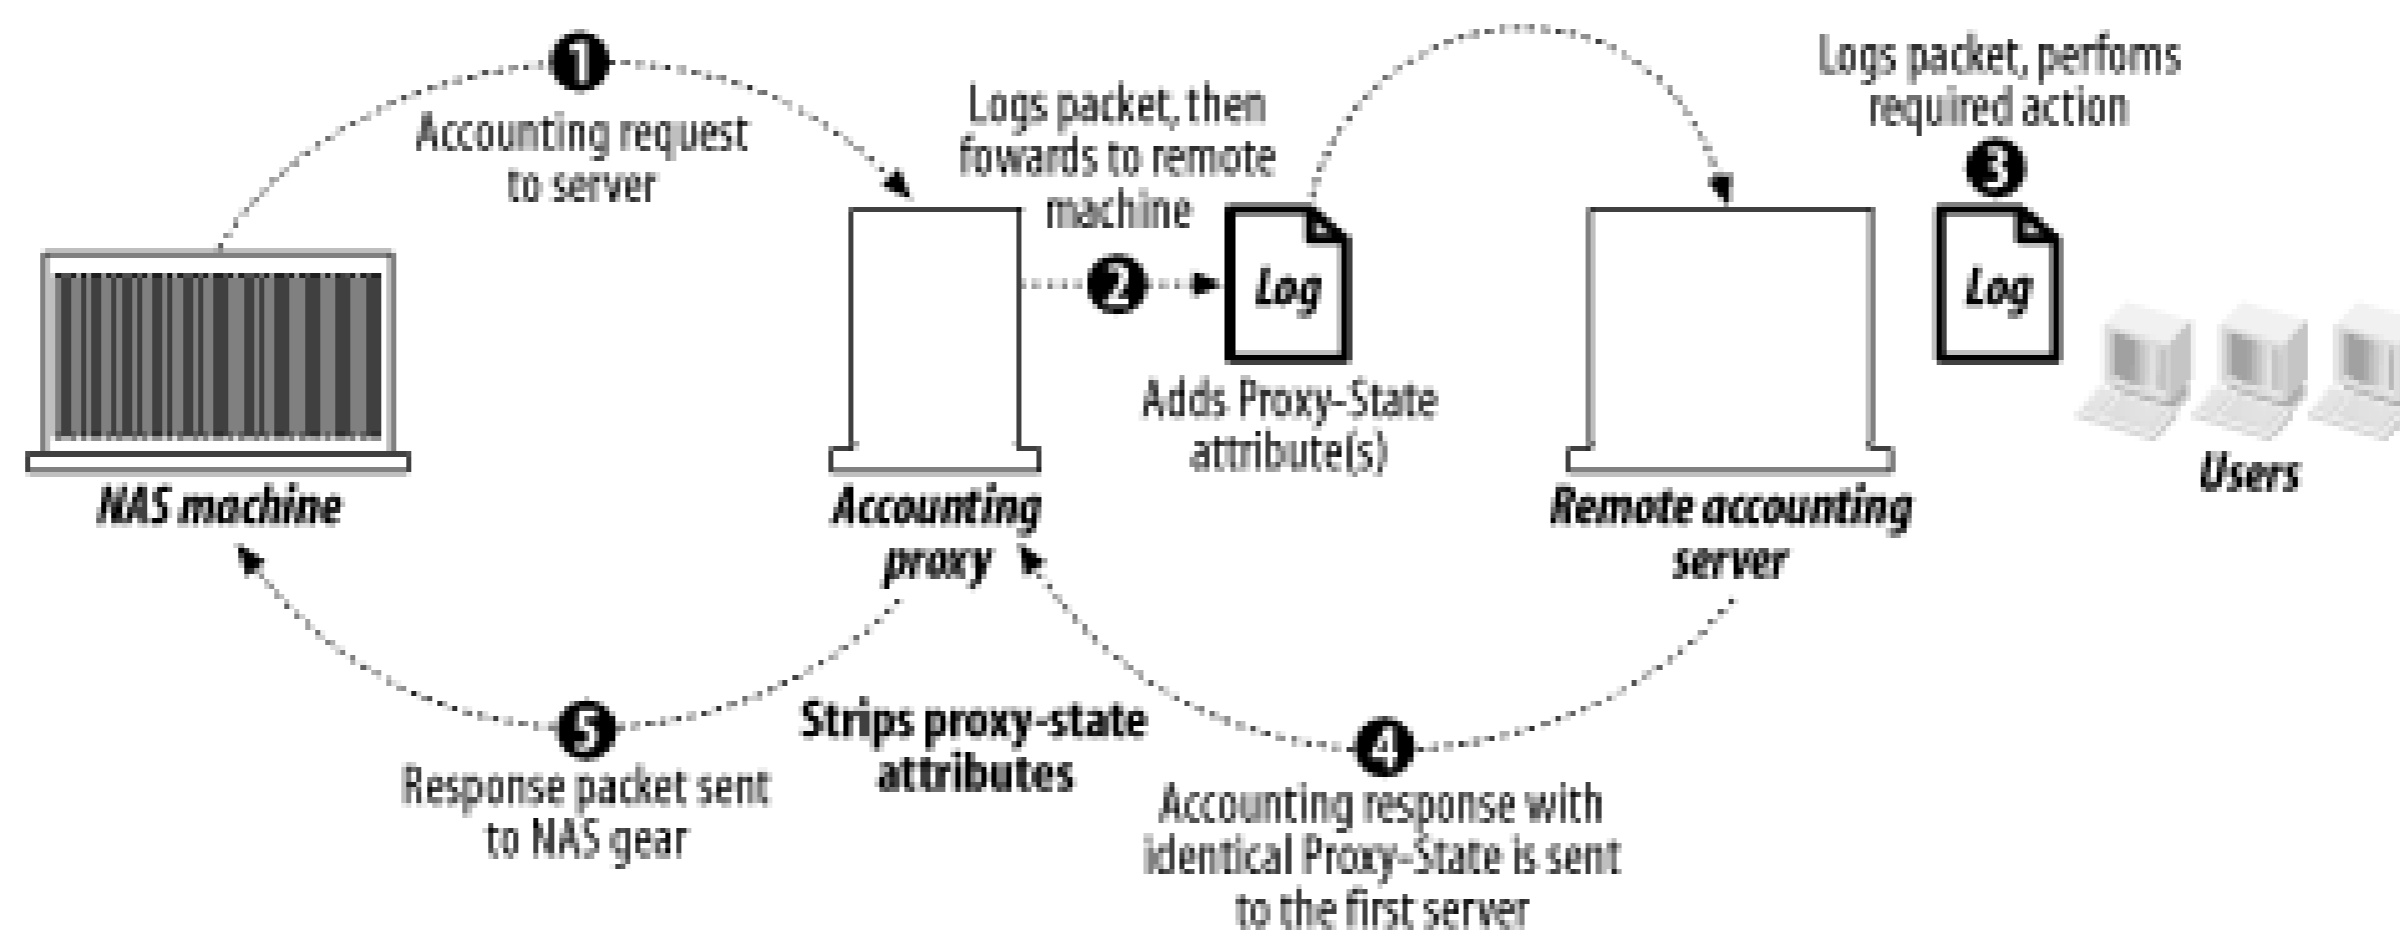 1
Accounting request
to server
Logs packet, then
fowards to remote
machine
2
Log
Adds Proxy-State
attribute(s)
Logs packet, perfoms
required action
3
Log
Users
NAS machine
Accounting
proxy
Remote accounting
server
5
Response packet sent
to NAS gear
Strips proxy-state
attributes
4
Accounting response with
identical Proxy-State is sent
to the first server